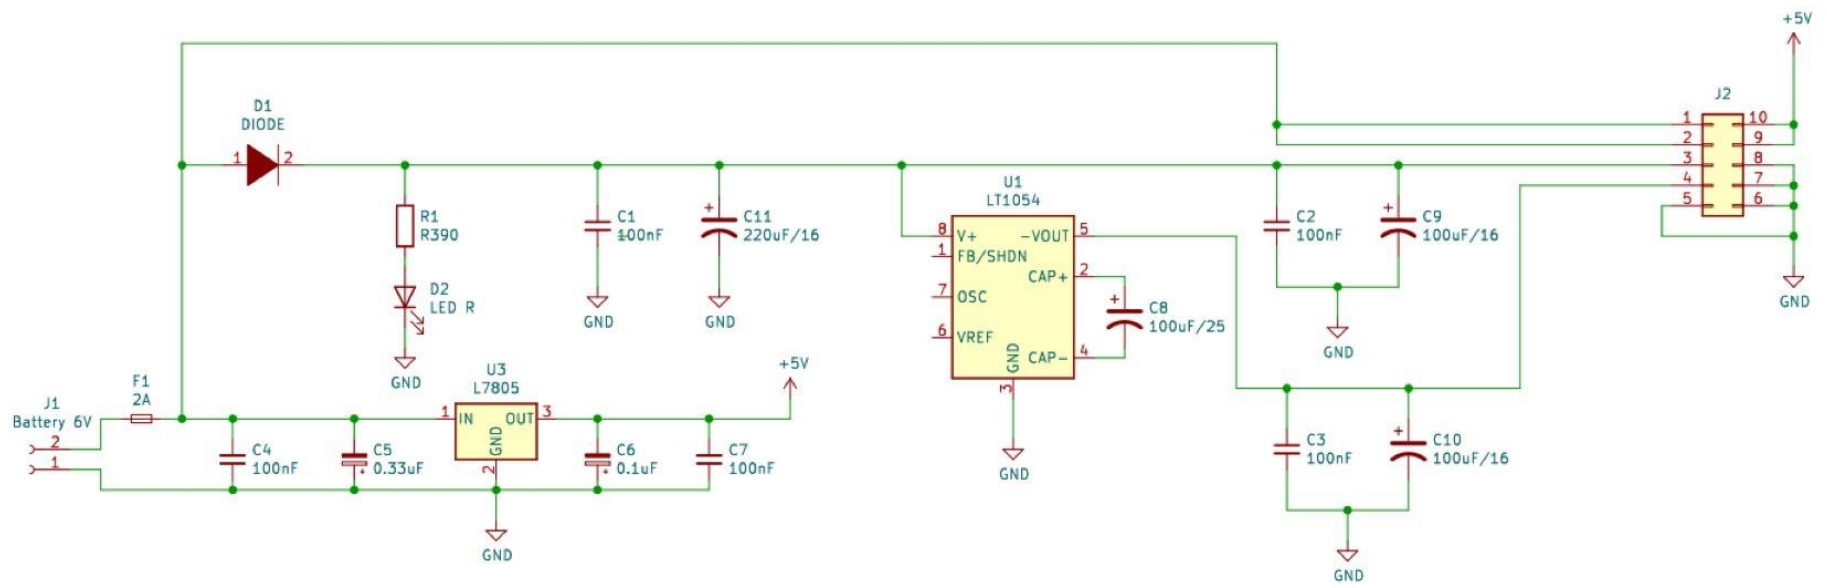 +5V
D1
DIODE
1
2
J2
1
10
2
9
3
8
4
7
5
6
GND
R1
R390
C1
100nF
+
C11
220uF/16
U1
LT1054
8
V+
-VOUT
5
1
FB/SHDN
CAP+
2
7
OSC
6
VREF
GND
CAP-
4
3
+
C8
100uF/25
C2
100nF
+
C9
100uF/16
GND
D2
LED R
GND
GND
GND
GND
F1
2A
J1
Battery 6V
2
1
C4
100nF
C5
0.33uF
+
U3
L7805
1
IN
OUT
3
GND
2
+5V
C6
0.1uF
+
C7
100nF
GND
C3
100nF
+
C10
100uF/16
GND